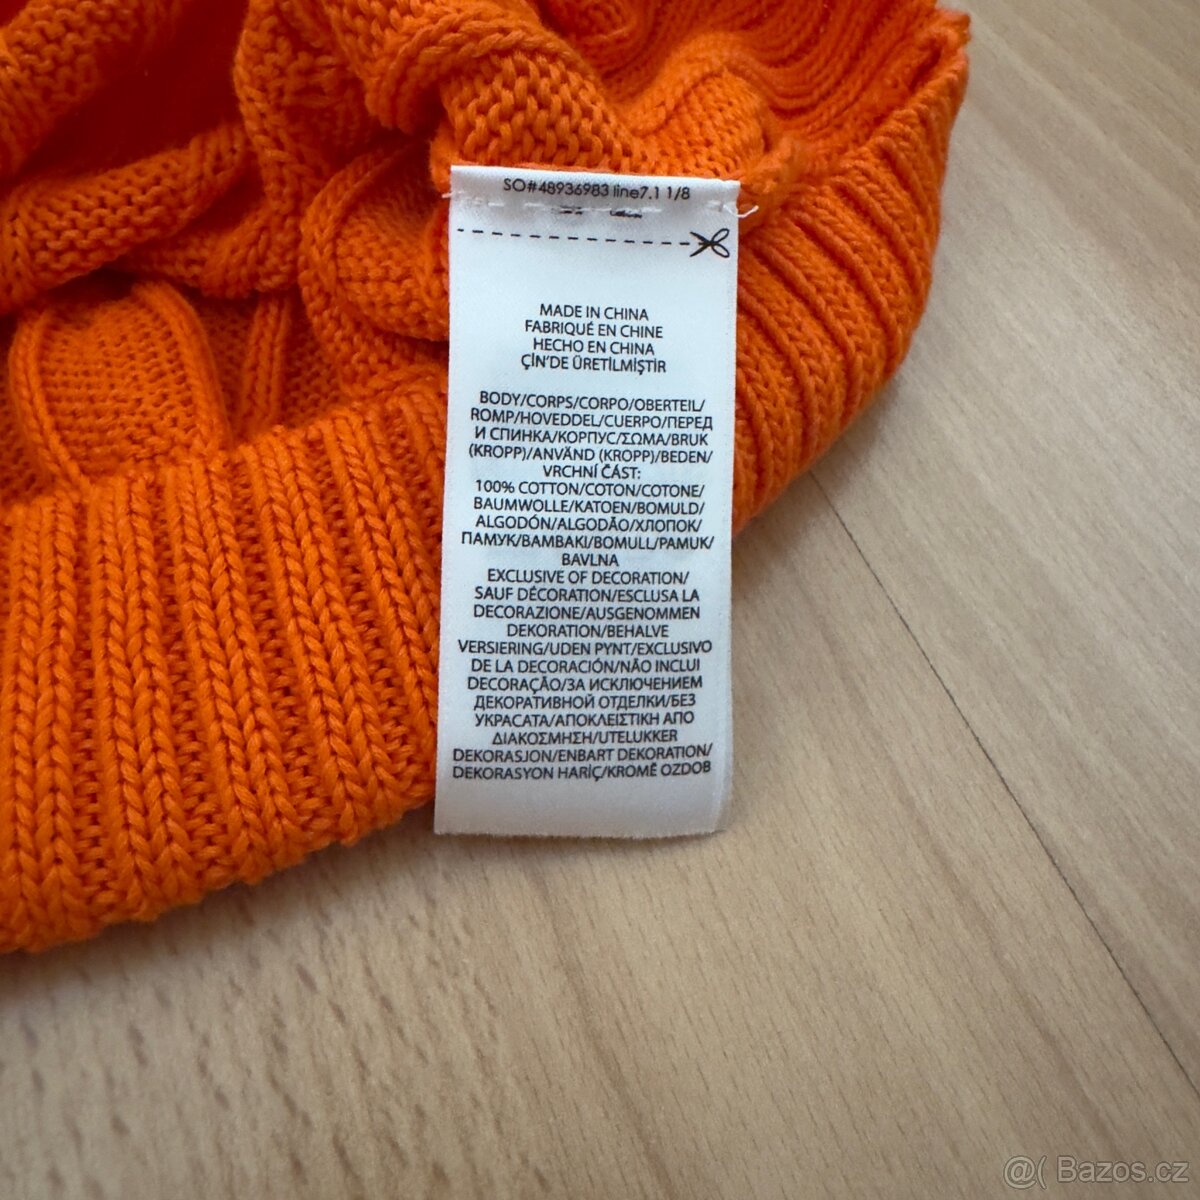 SO#48936983 line7.1 1/8
MADE IN CHINA
FABRIQUÉ EN CHINE
HECHO EN CHINA
ÇİN'DE ÜRETİLMİŞTİR
BODY/CORPS/CORPO/OBERTEIL/
ROMP/HOVEDDEL/CUERPO/ПЕРЕД
И СПИНКА/КОРПУС/ΣΩΜΑ/BRUK
(KROPP)/ANVÄND (KROPP)/BEDEN/
VRCHNÍ ČÁST:
100% COTTON/COTON/COTONE/
BAUMWOLLE/KATOEN/BOMULD/
ALGODÓN/ALGODÃO/ХЛОПОК/
ПАМУК/ΒΑΜΒΑΚΙ/BOMULL/PAMUK/
BAVLNA
EXCLUSIVE OF DECORATION/
SAUF DÉCORATION/ESCLUSA LA
DECORAZIONE/AUSGENOMMEN
DEKORATION/BEHALVE
VERSIERING/UDEN PYNT/EXCLUSIVO
DE LA DECORACIÓN/NÃO INCLUI
DECORAÇÃO/ЗА ИСКЛЮЧЕНИЕМ
ДЕКОРАТИВНОЙ ОТДЕЛКИ/БЕЗ
УКРАСАТА/ΑΠΟΚΛΕΙΣΤΙΚΗ ΑΠΟ
ΔΙΑΚΟΣΜΗΣΗ/UTELUKKER
DEKORASJON/ENBART DEKORATION/
DEKORASYON HARİÇ/KROMĚ OZDOB
@( Bazos.cz